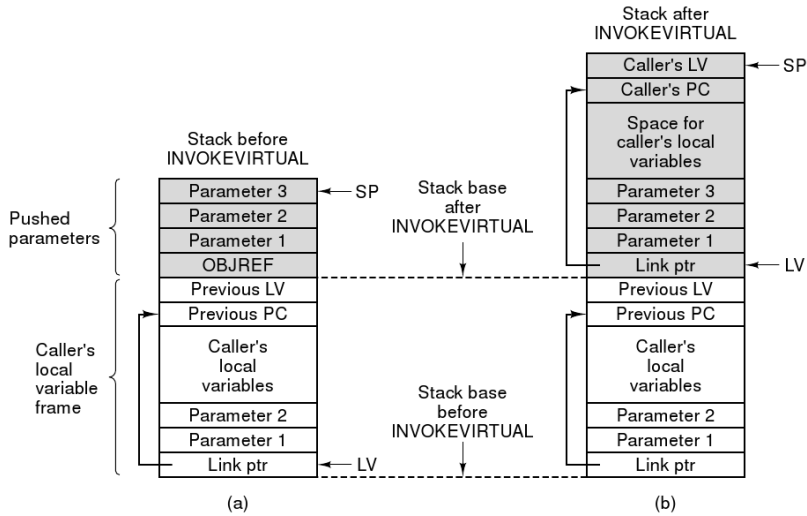 Stack before
INVOKEVIRTUAL
Pushed
parameters
Parameter 3
SP
Parameter 2
Parameter 1
OBJREF
Caller's
local
variable
frame
Previous LV
Previous PC
Caller's
local
variables
Parameter 2
Parameter 1
Link ptr
LV
(a)
Stack base
after
INVOKEVIRTUAL
Stack base
before
INVOKEVIRTUAL
Stack after
INVOKEVIRTUAL
Caller's LV
SP
Caller's PC
Space for
caller's local
variables
Parameter 3
Parameter 2
Parameter 1
Link ptr
LV
Previous LV
Previous PC
Caller's
local
variables
Parameter 2
Parameter 1
Link ptr
(b)